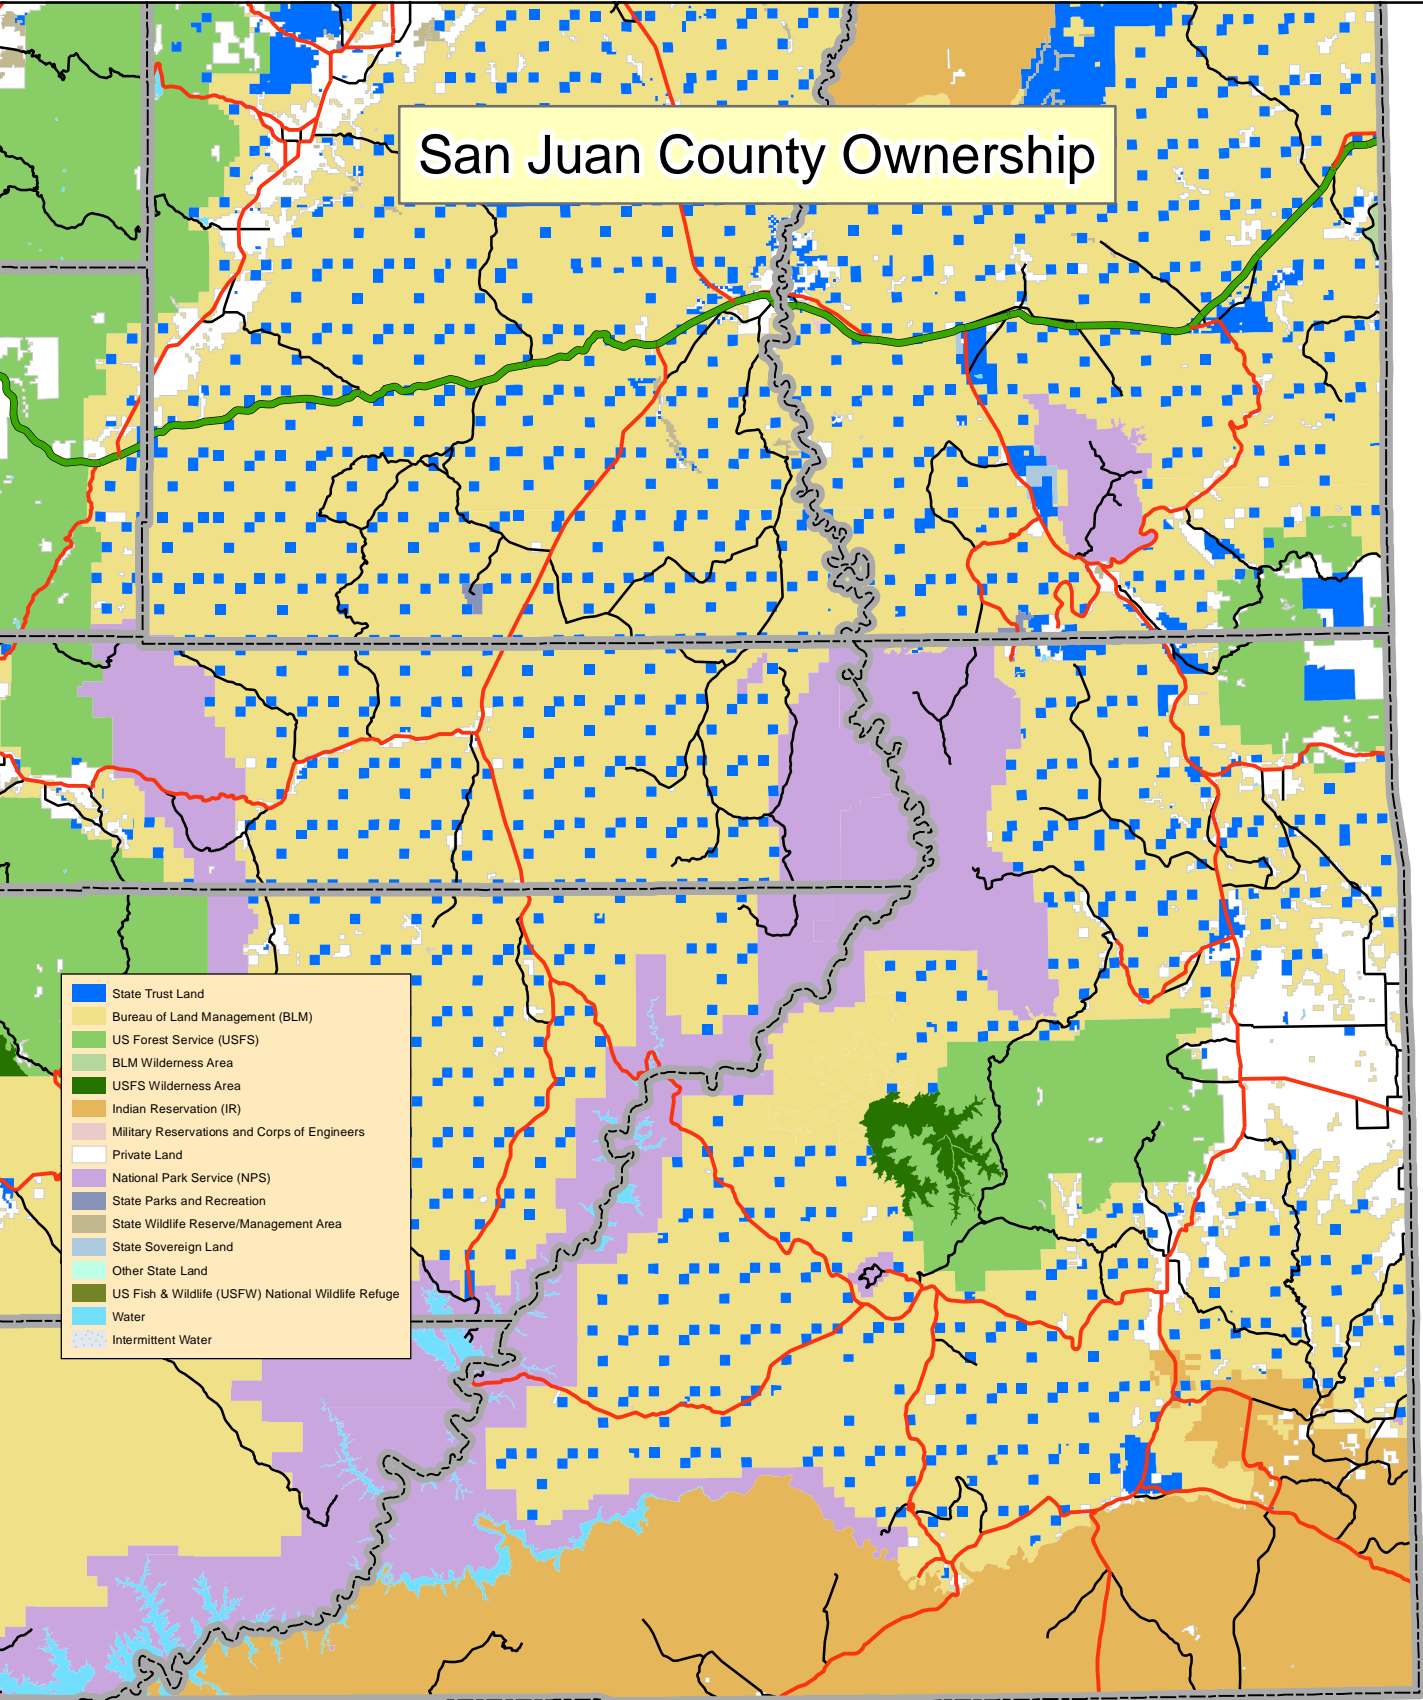 San Juan County Ownership
State Trust Land
Bureau of Land Management (BLM)
US Forest Service (USFS)
BLM Wilderness Area
USFS Wilderness Area
Indian Reservation (IR)
Military Reservations and Corps of Engineers
Private Land
National Park Service (NPS)
State Parks and Recreation
State Wildlife Reserve/Management Area
State Sovereign Land
Other State Land
US Fish & Wildlife (USFW) National Wildlife Refuge
Water
Intermittent Water